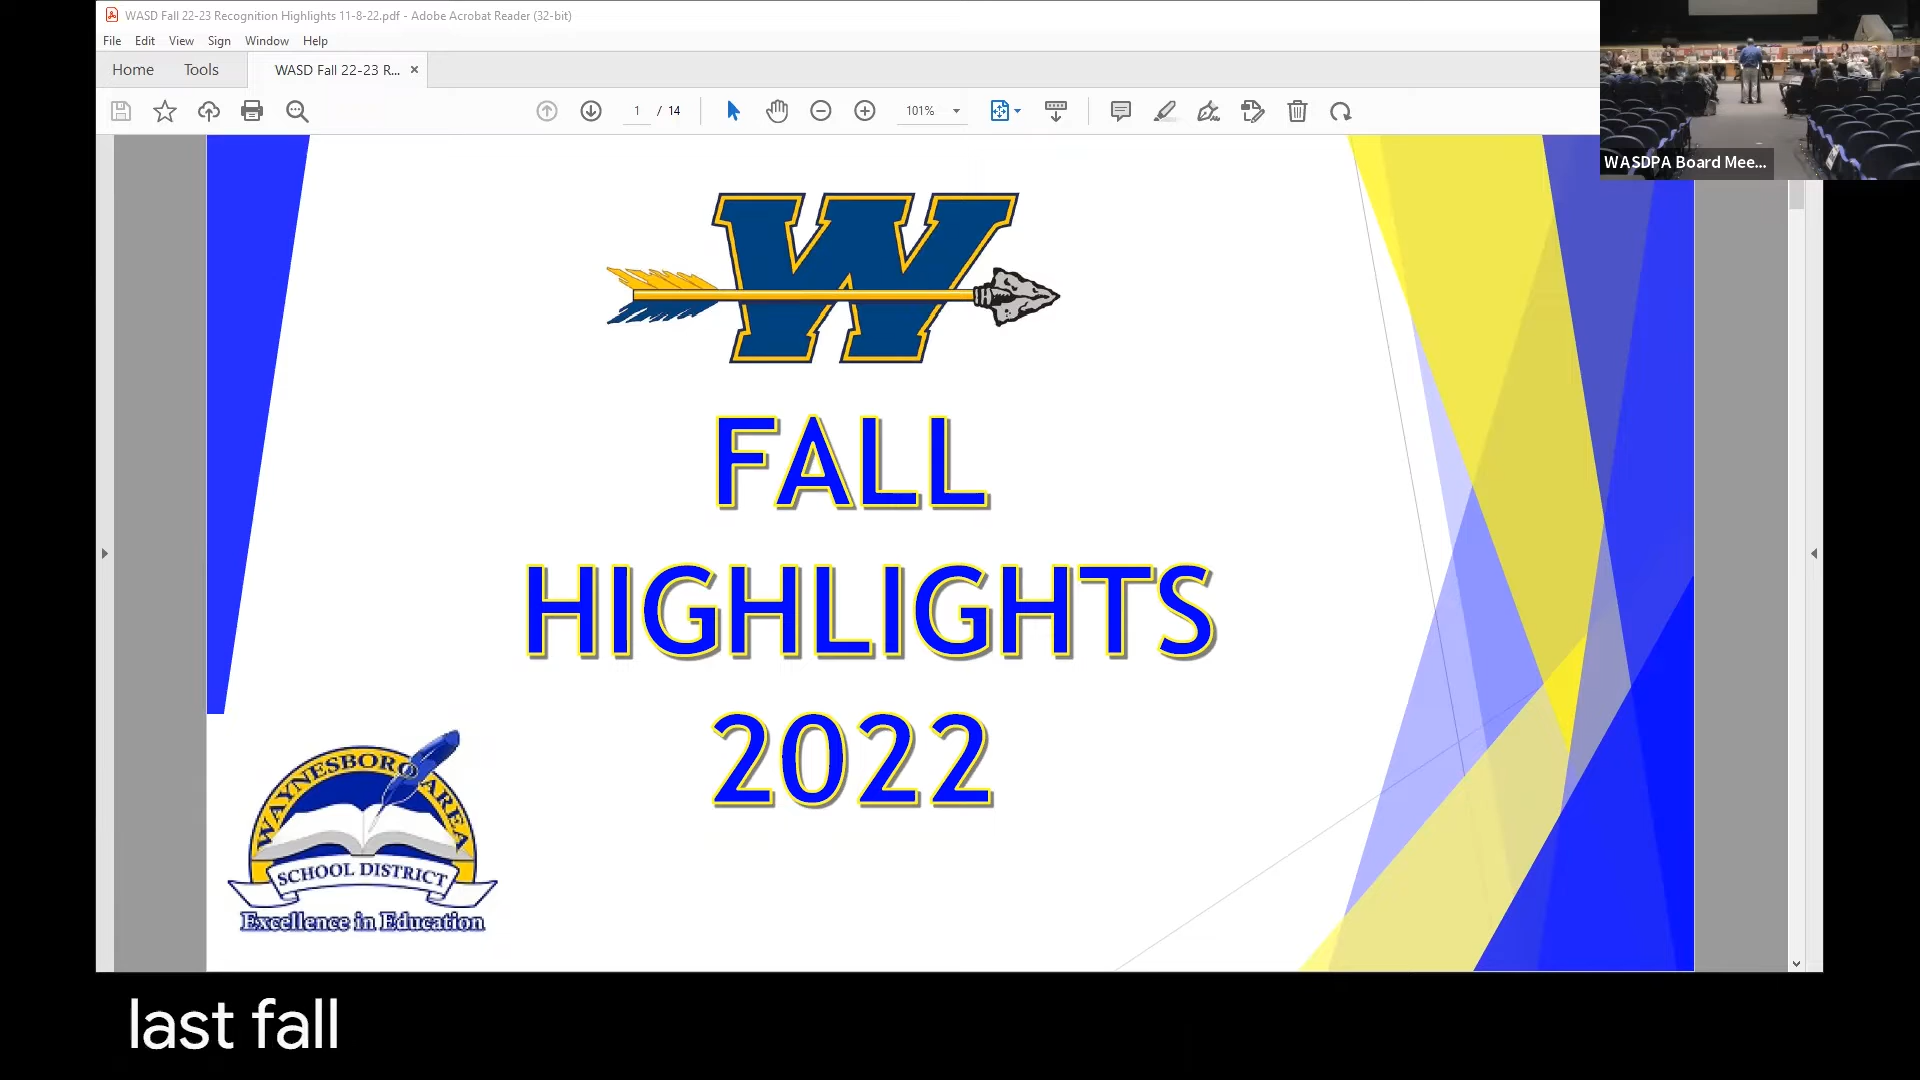 WASD Fall 22-23 Recognition Highlights 11-8-22.pdf - Adobe Acrobat Reader (32-bit)
File Edit View Sign Window Help
Home Tools WASD Fall 22-23 R... ×
1 / 14 101%
WASDPA Board Mee...
W
FALL
HIGHLIGHTS
2022
WAYNESBORO AREA
SCHOOL DISTRICT
Excellence in Education
last fall